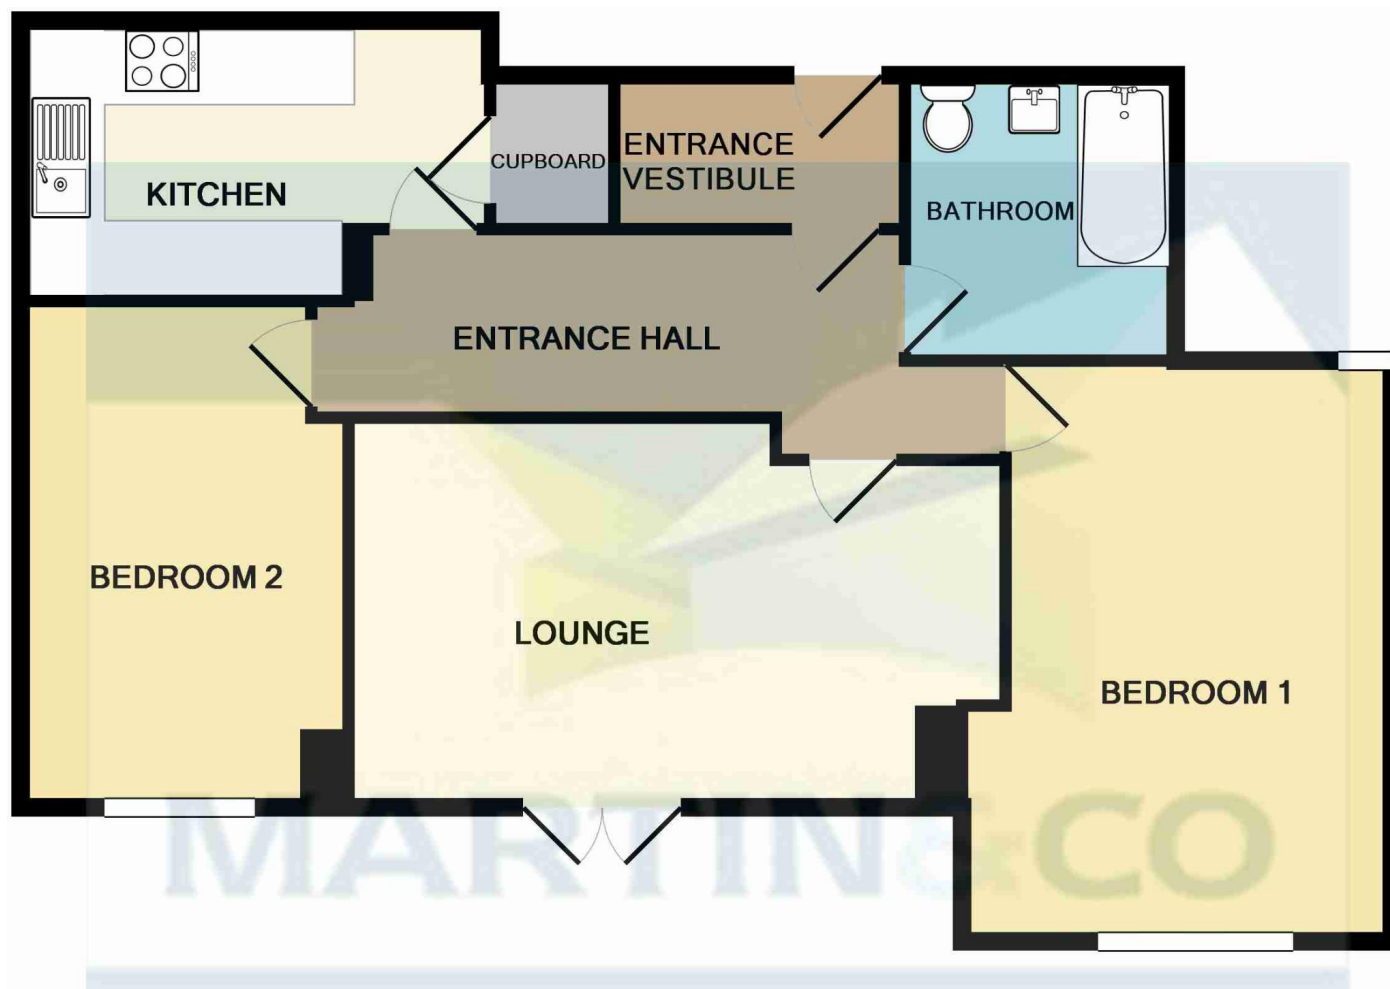 KITCHEN
CUPBOARD
ENTRANCE
VESTIBULE
BATHROOM
ENTRANCE HALL
BEDROOM 2
LOUNGE
BEDROOM 1
MARTIN&CO